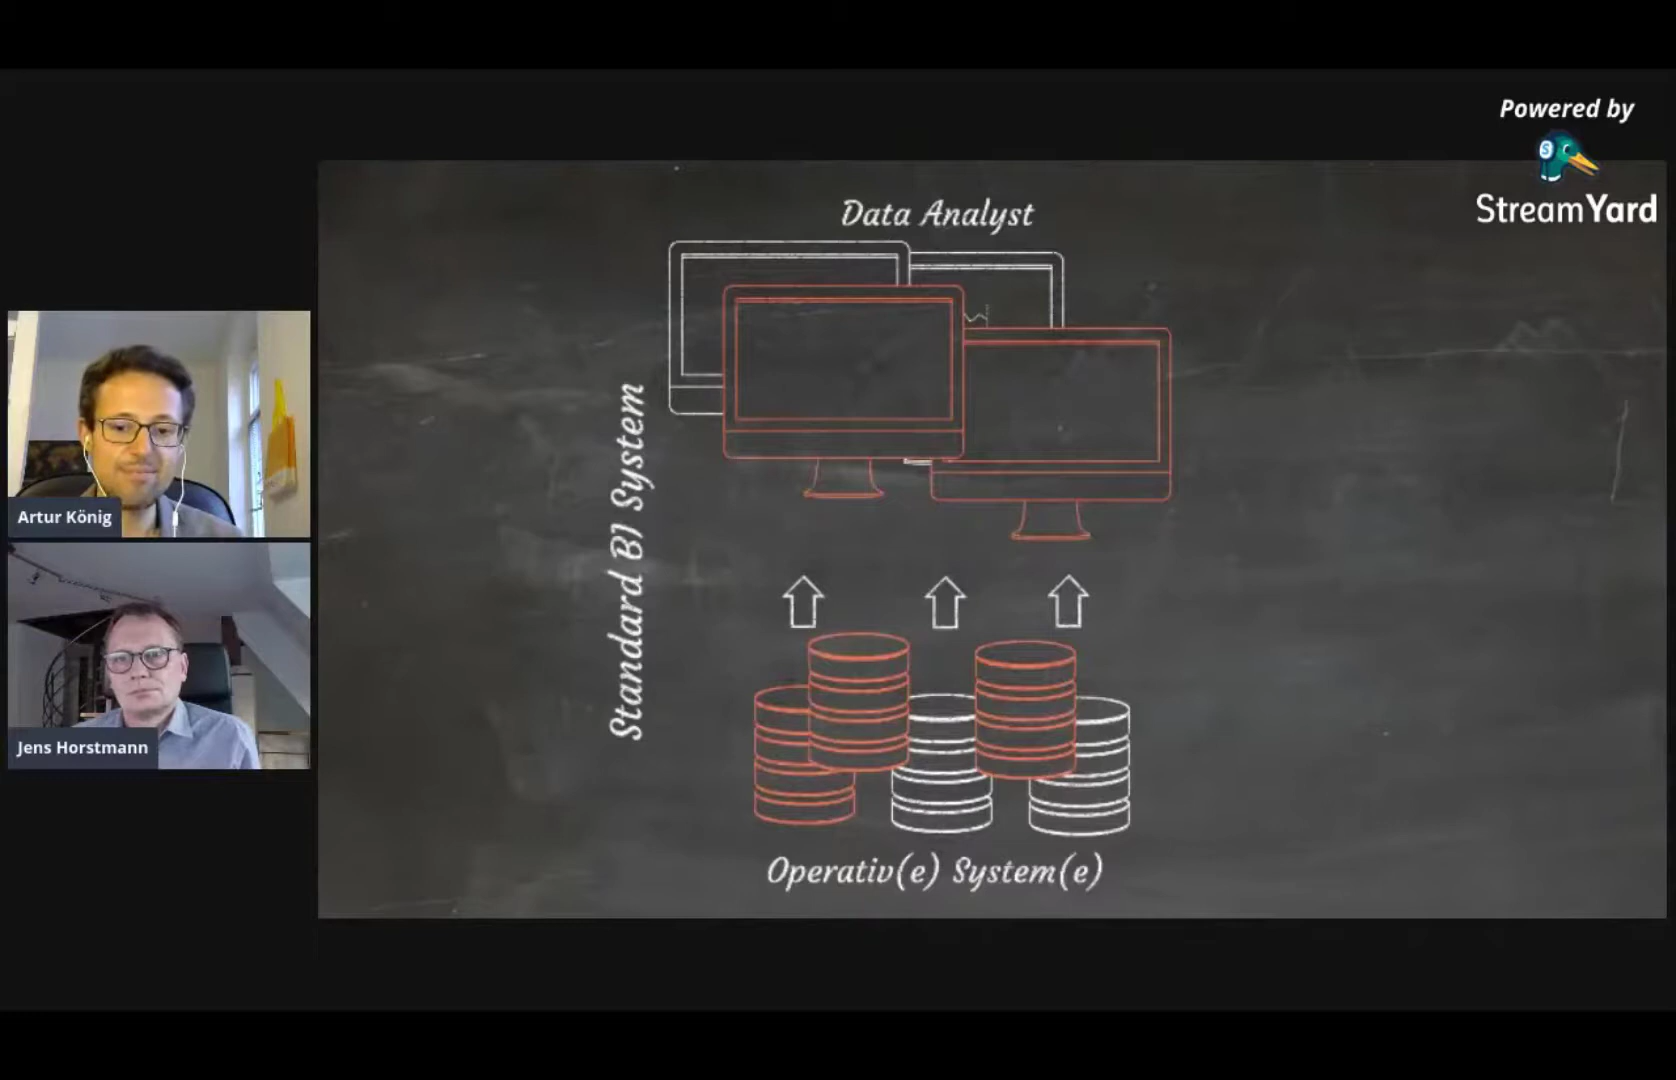 Powered by
StreamYard
Data Analyst
Standard BI System
Operativ(e) System(e)
Artur König
Jens Horstmann